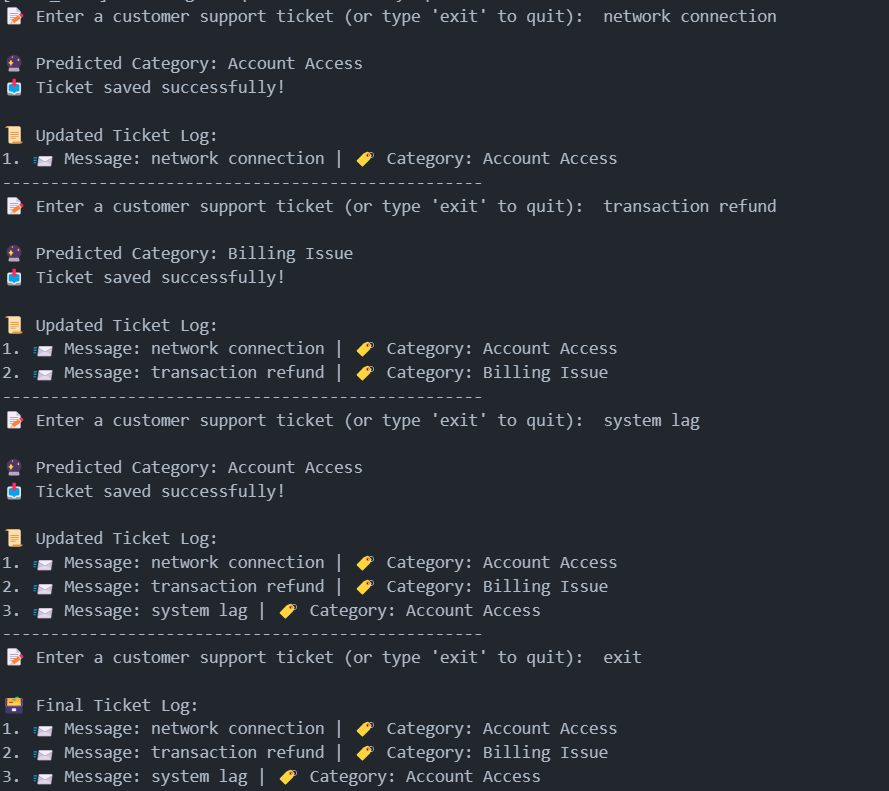 Enter a customer support ticket (or type 'exit' to quit): network connection
Predicted Category: Account Access
Ticket saved successfully!
Updated Ticket Log:
1. Message: network connection | Category: Account Access
--------------------------------------------------
Enter a customer support ticket (or type 'exit' to quit): transaction refund
Predicted Category: Billing Issue
Ticket saved successfully!
Updated Ticket Log:
1. Message: network connection | Category: Account Access
2. Message: transaction refund | Category: Billing Issue
--------------------------------------------------
Enter a customer support ticket (or type 'exit' to quit): system lag
Predicted Category: Account Access
Ticket saved successfully!
Updated Ticket Log:
1. Message: network connection | Category: Account Access
2. Message: transaction refund | Category: Billing Issue
3. Message: system lag | Category: Account Access
--------------------------------------------------
Enter a customer support ticket (or type 'exit' to quit): exit
Final Ticket Log:
1. Message: network connection | Category: Account Access
2. Message: transaction refund | Category: Billing Issue
3. Message: system lag | Category: Account Access